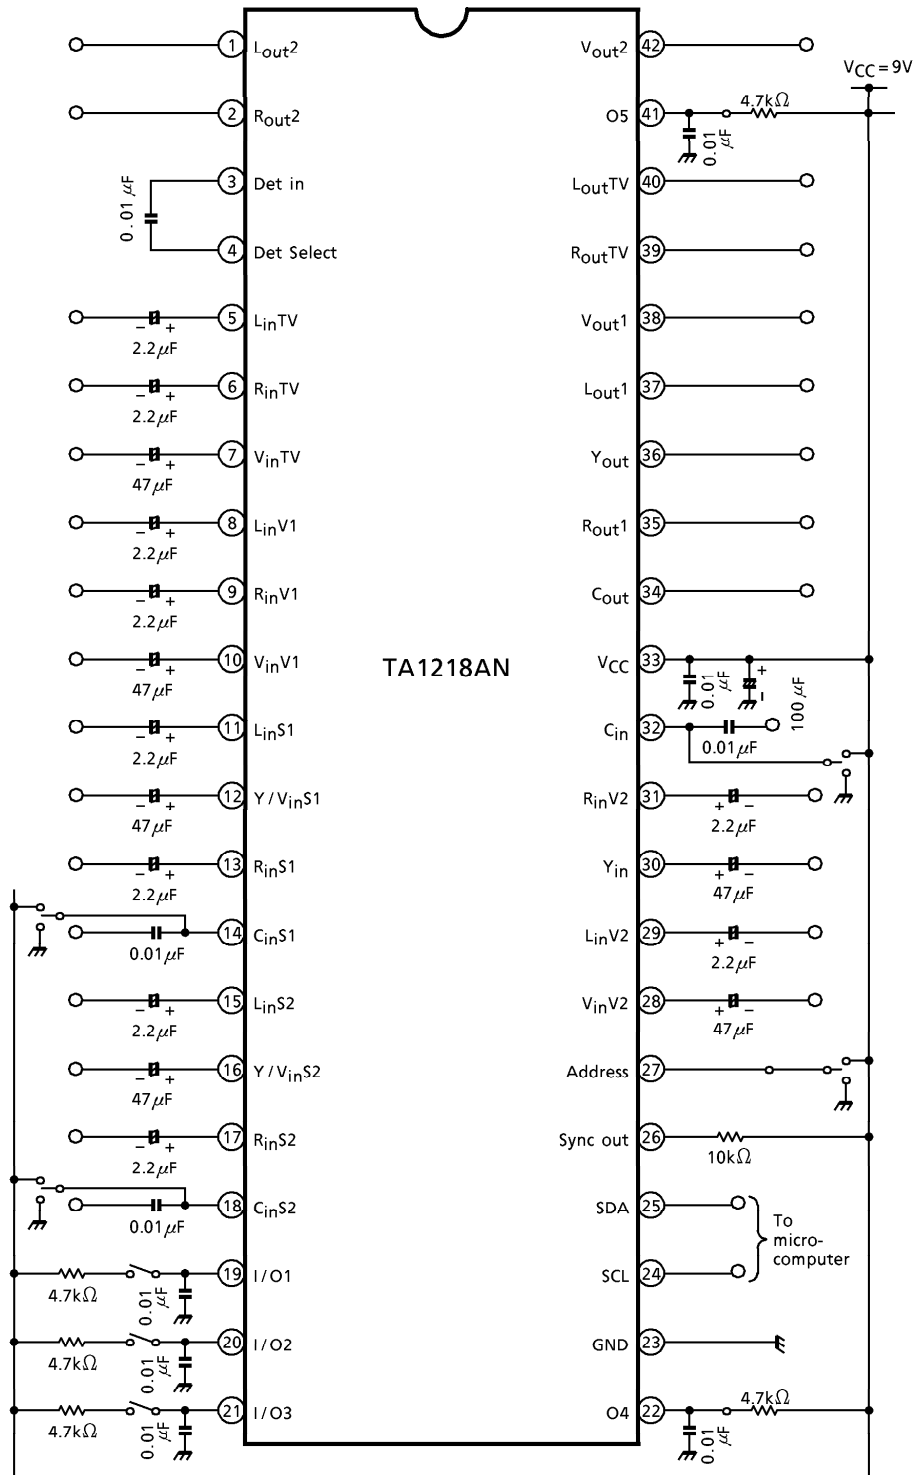 1 Lout2
2 Rout2
3 Det in
0.01 μF
4 Det Select
5 LinTV
− +
2.2μF
6 RinTV
− +
2.2μF
7 VinTV
− +
47μF
8 LinV1
− +
2.2μF
9 RinV1
− +
2.2μF
10 VinV1
− +
47μF
11 LinS1
− +
2.2μF
12 Y/VinS1
− +
47μF
13 RinS1
− +
2.2μF
14 CinS1
0.01μF
15 LinS2
− +
2.2μF
16 Y/VinS2
− +
47μF
17 RinS2
− +
2.2μF
18 CinS2
0.01μF
19 I/O1
4.7kΩ
0.01
μF
20 I/O2
4.7kΩ
0.01
μF
21 I/O3
4.7kΩ
0.01
μF
TA1218AN
Vout2 42
VCC=9V
O5 41
4.7kΩ
0.01
μF
LoutTV 40
RoutTV 39
Vout1 38
Lout1 37
Yout 36
Rout1 35
Cout 34
VCC 33
0.01
μF
+
−
100μF
Cin 32
0.01μF
RinV2 31
+ −
2.2μF
Yin 30
+ −
47μF
LinV2 29
+ −
2.2μF
VinV2 28
+ −
47μF
Address 27
Sync out 26
10kΩ
SDA 25
To
micro-
computer
SCL 24
GND 23
O4 22
4.7kΩ
0.01
μF